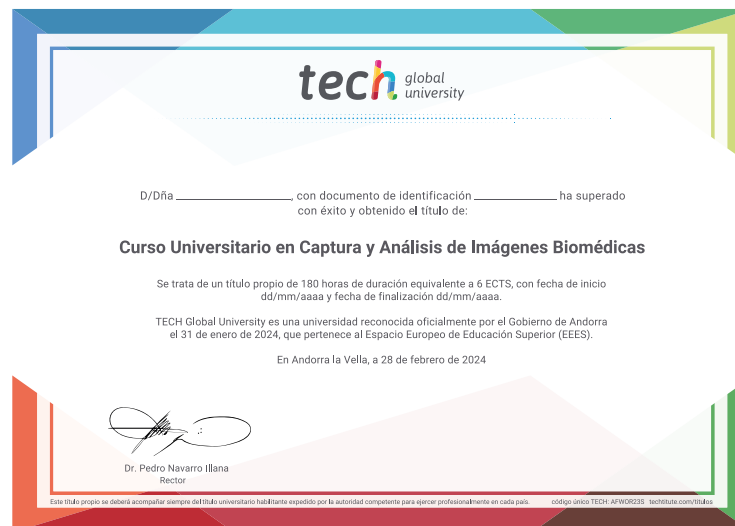 tech global
university
D/Dña ____________________, con documento de identificación ______________ ha superado
con éxito y obtenido el título de:
Curso Universitario en Captura y Análisis de Imágenes Biomédicas
Se trata de un título propio de 180 horas de duración equivalente a 6 ECTS, con fecha de inicio
dd/mm/aaaa y fecha de finalización dd/mm/aaaa.
TECH Global University es una universidad reconocida oficialmente por el Gobierno de Andorra
el 31 de enero de 2024, que pertenece al Espacio Europeo de Educación Superior (EEES).
En Andorra la Vella, a 28 de febrero de 2024
Dr. Pedro Navarro Illana
Rector
Este título propio se deberá acompañar siempre del título universitario habilitante expedido por la autoridad competente para ejercer profesionalmente en cada país. código único TECH: AFWOR23S techtitute.com/titulos